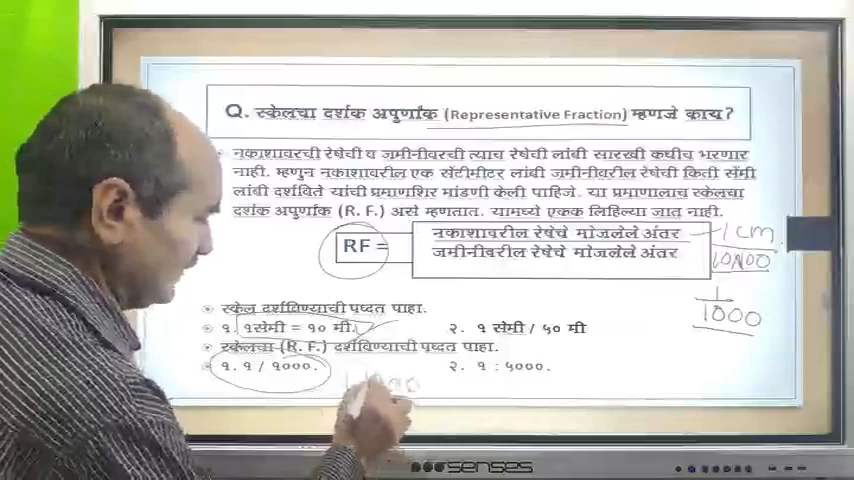 Q. स्केलचा दर्शक अपुर्णांक (Representative Fraction) म्हणजे काय?
नकाशावरची रेषेची व जमीनीवरची त्याच रेषेची लांबी सारखी कधीच भरणार
नाही. म्हणुन नकाशावरील एक सेंटीमीटर लांबी जमीनीवरील रेषेची किती सेंमी
लांबी दर्शविते यांची प्रमाणशिर मांडणी केली पाहिजे. या प्रमाणालाच स्केलचा
दर्शक अपुर्णांक (R. F.) असे म्हणतात. यामध्ये एकक लिहिल्या जात नाही.
RF =
नकाशावरील रेषेचे मोजलेले अंतर
जमीनीवरील रेषेचे मोजलेले अंतर
1 cm
1
1000
स्केल दर्शविण्याची पृष्दत पाहा.
१. १सेमी = १० मी. २. १ सेमी / ५० मी
स्केलचा (R. F.) दर्शविण्याची पृष्दत पाहा.
१. १ / १०००. २. १ : ५०००.
senses